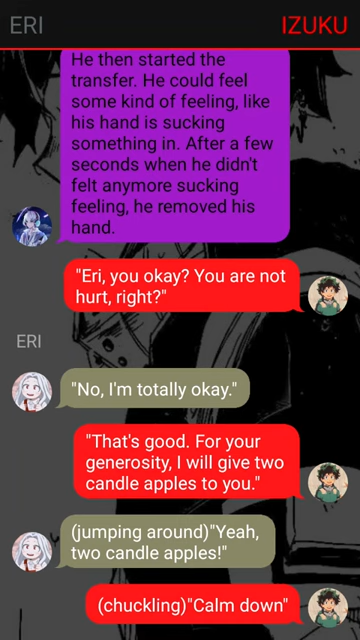 ERI
IZUKU
He then started the
transfer. He could feel
some kind of feeling, like
his hand is sucking
something in. After a few
seconds when he didn't
felt anymore sucking
feeling, he removed his
hand.
"Eri, you okay? You are not
hurt, right?"
ERI
"No, I'm totally okay."
"That's good. For your
generosity, I will give two
candle apples to you."
(jumping around)"Yeah,
two candle apples!"
(chuckling)"Calm down"